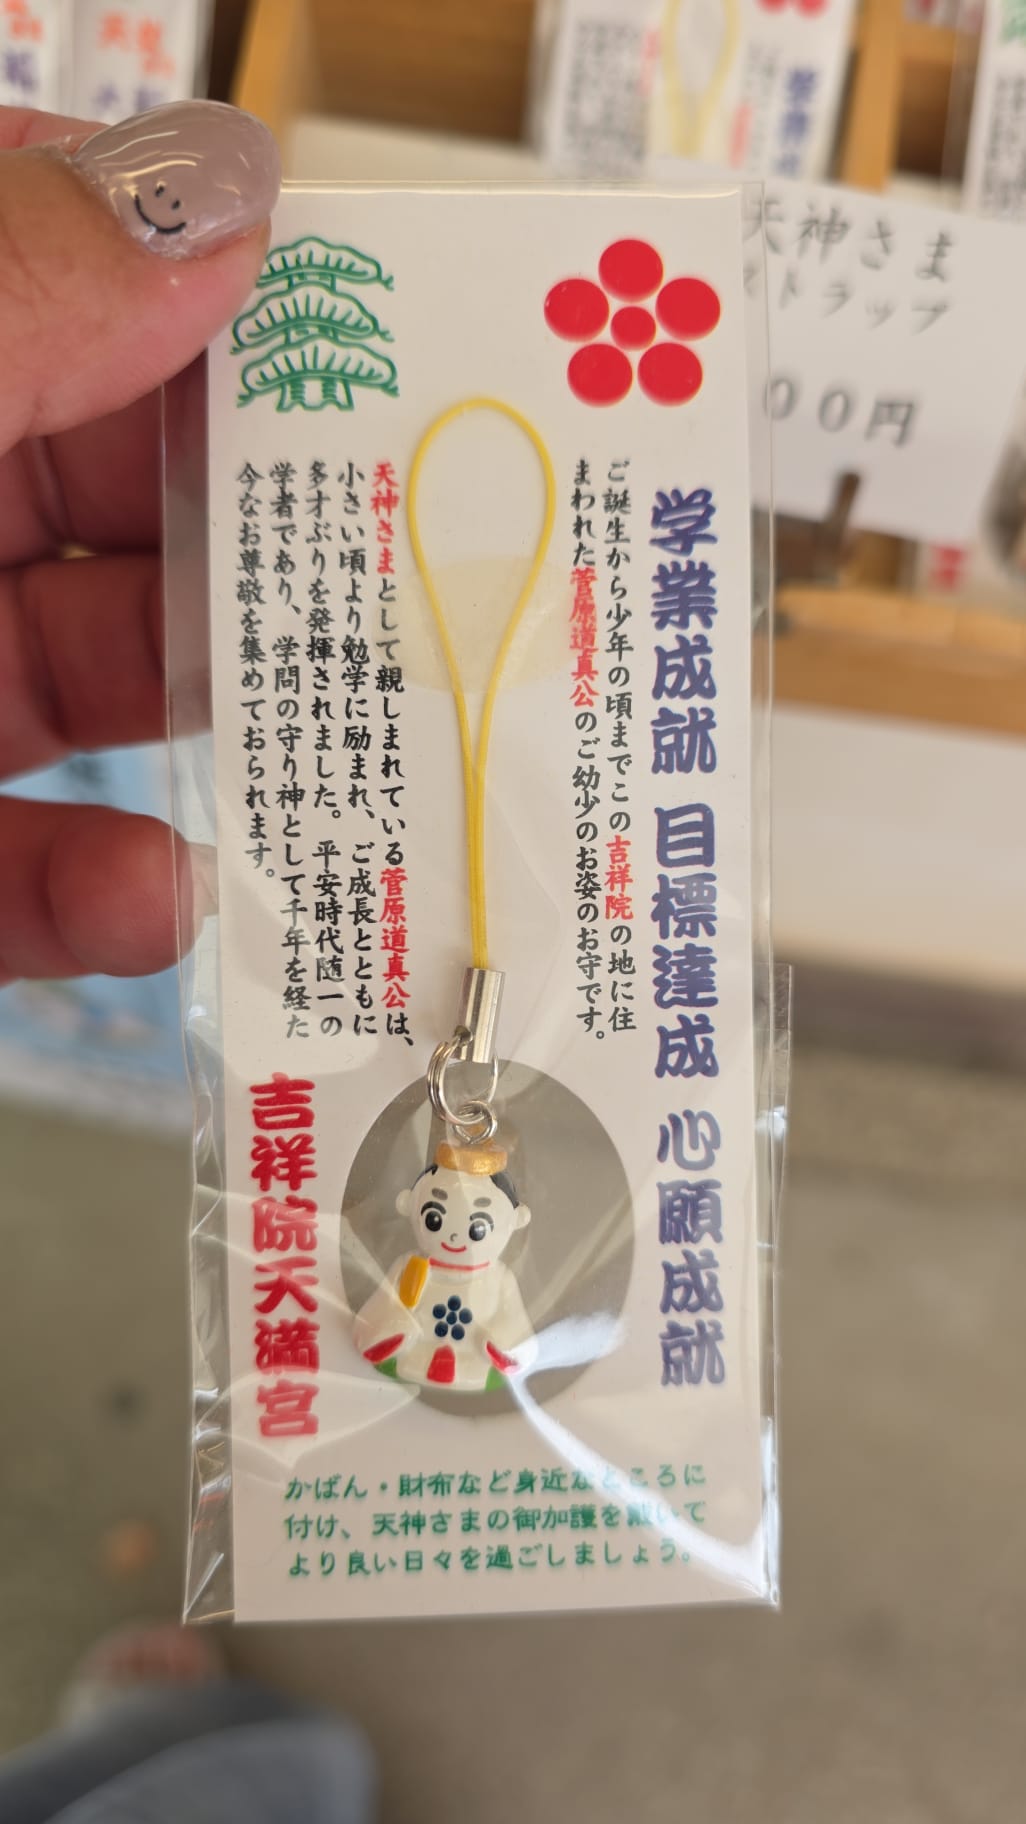 学業成就 目標達成 心願成就
ご誕生から少年の頃までこの吉祥院の地に住
まわれた菅原道真公のご幼少のお姿のお守です。
天神さまとして親しまれている菅原道真公は、
小さい頃より勉学に励まれ、ご成長とともに
多才ぶりを発揮されました。平安時代随一の
学者であり、学問の守り神として千年を経た
今なお尊敬を集めておられます。
吉祥院天満宮
かばん・財布など身近なところに
付け、天神さまの御加護を戴いて
より良い日々を過ごしましょう。
天神さま
ストラップ
00円